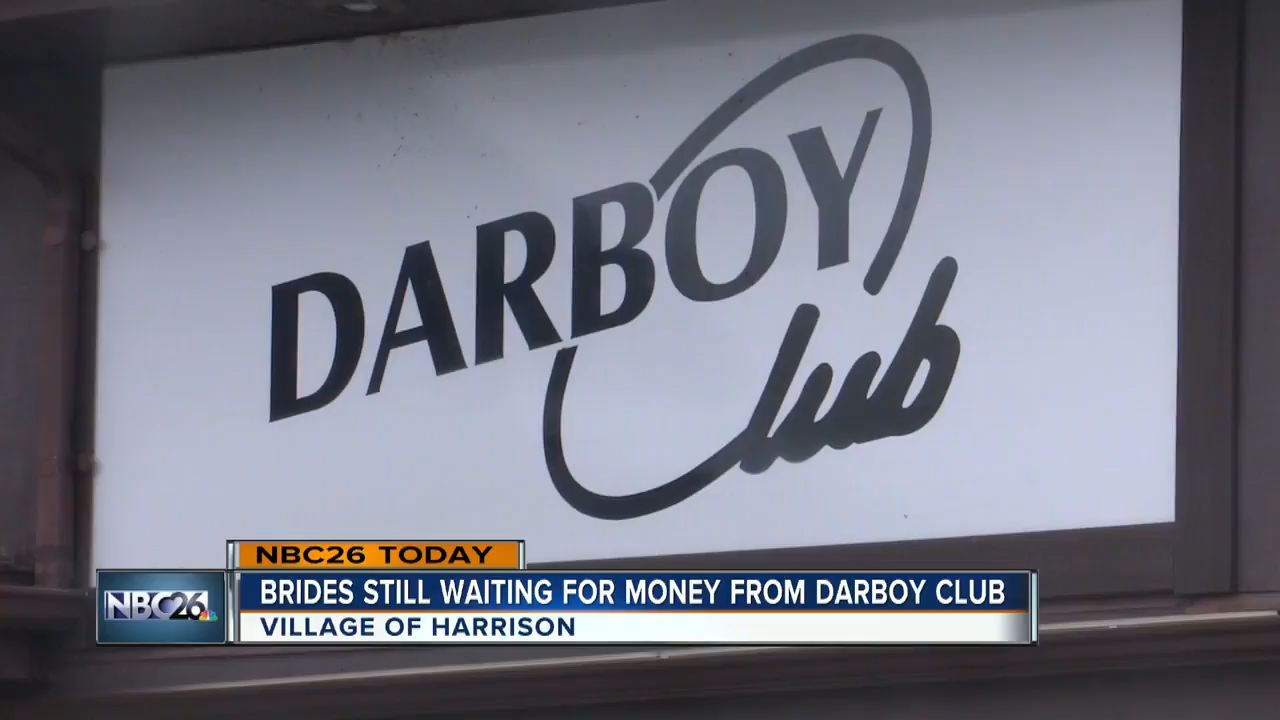 DARBOY
Club
NBC26 TODAY
NBC26
BRIDES STILL WAITING FOR MONEY FROM DARBOY CLUB
VILLAGE OF HARRISON